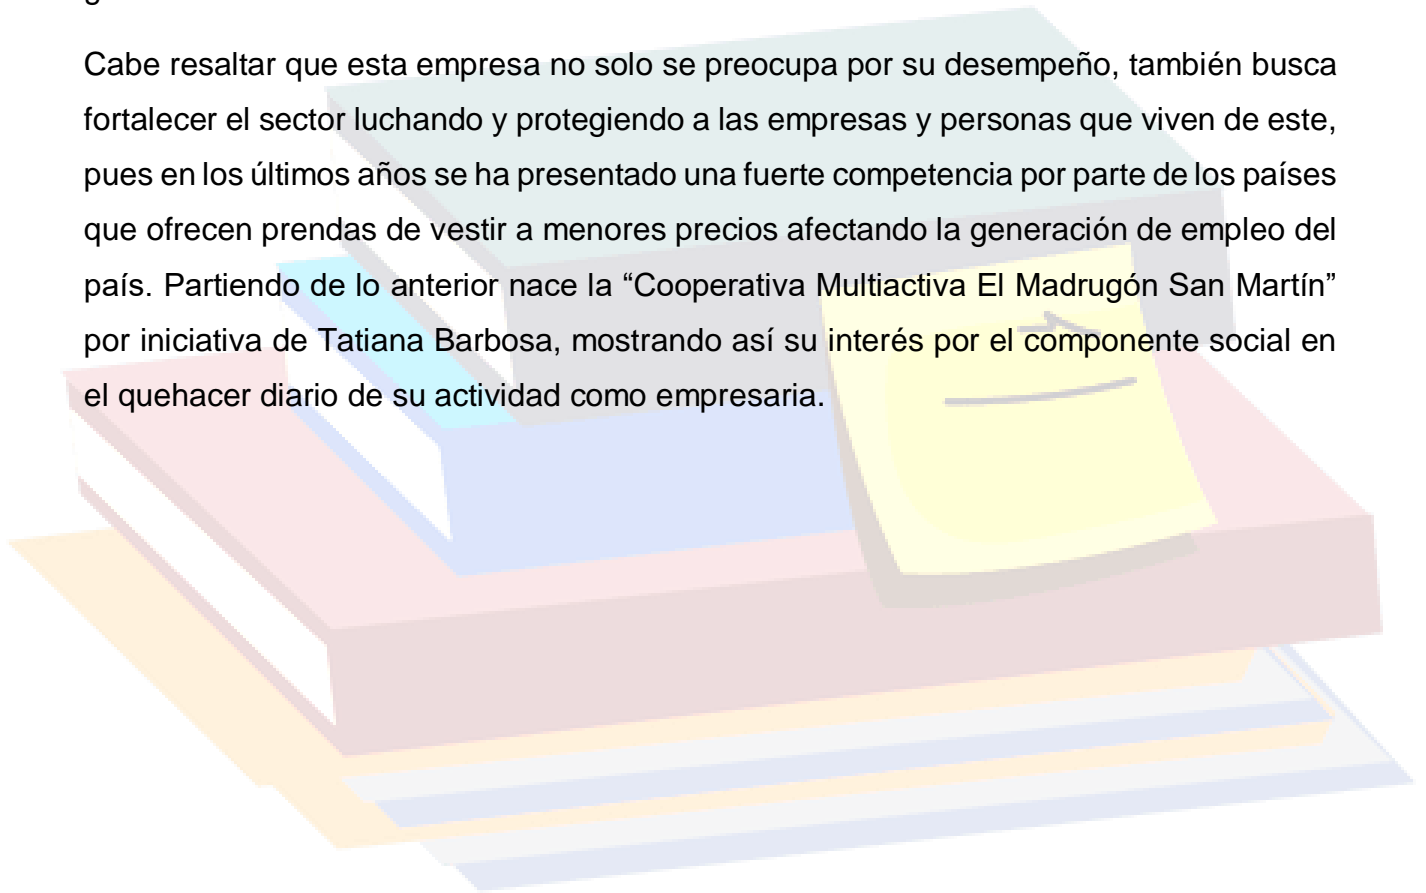 Cabe resaltar que esta empresa no solo se preocupa por su desempeño, también busca
fortalecer el sector luchando y protegiendo a las empresas y personas que viven de este,
pues en los últimos años se ha presentado una fuerte competencia por parte de los países
que ofrecen prendas de vestir a menores precios afectando la generación de empleo del
país. Partiendo de lo anterior nace la “Cooperativa Multiactiva El Madrugón San Martín”
por iniciativa de Tatiana Barbosa, mostrando así su interés por el componente social en
el quehacer diario de su actividad como empresaria.